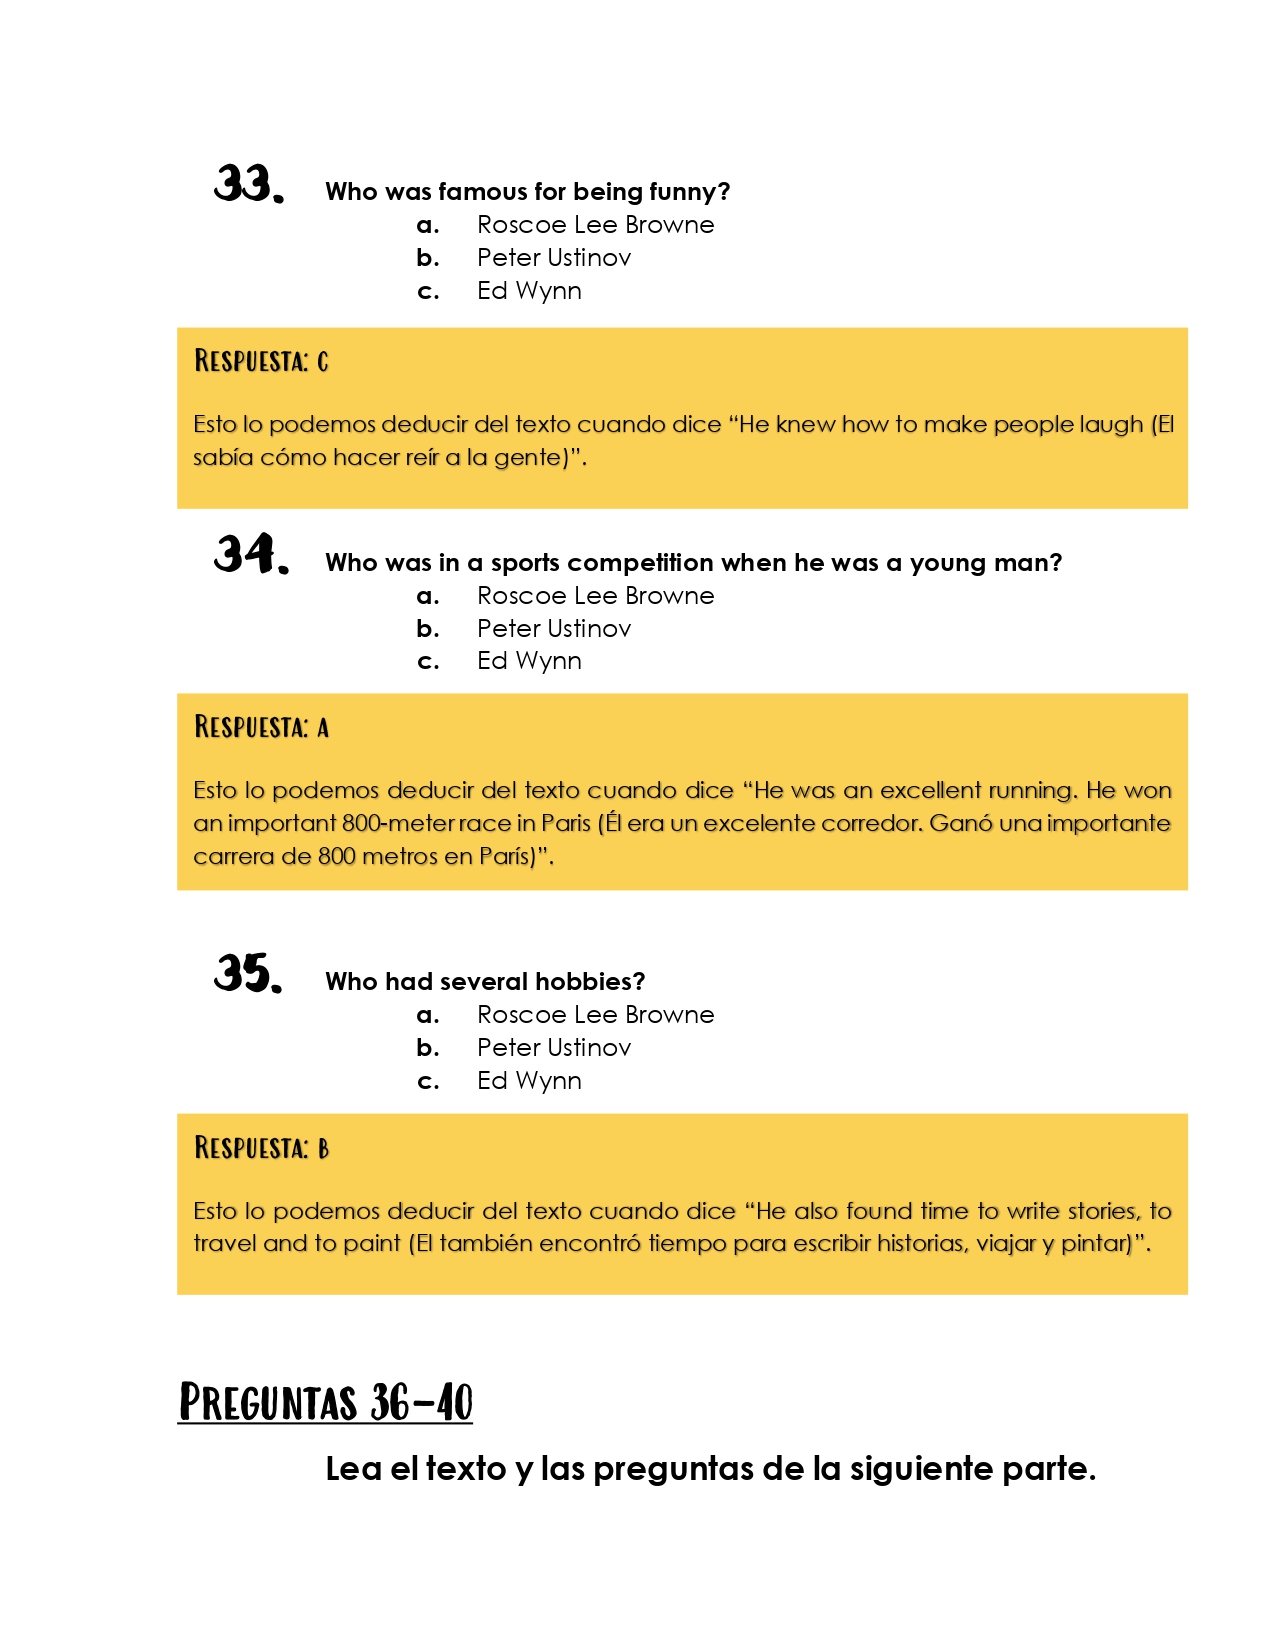 33. Who was famous for being funny?
a. Roscoe Lee Browne
b. Peter Ustinov
c. Ed Wynn
Respuesta: c
Esto lo podemos deducir del texto cuando dice “He knew how to make people laugh (El
sabía cómo hacer reír a la gente)”.
34. Who was in a sports competition when he was a young man?
a. Roscoe Lee Browne
b. Peter Ustinov
c. Ed Wynn
Respuesta: a
Esto lo podemos deducir del texto cuando dice “He was an excellent running. He won
an important 800-meter race in Paris (Él era un excelente corredor. Ganó una importante
carrera de 800 metros en París)”.
35. Who had several hobbies?
a. Roscoe Lee Browne
b. Peter Ustinov
c. Ed Wynn
Respuesta: b
Esto lo podemos deducir del texto cuando dice “He also found time to write stories, to
travel and to paint (El también encontró tiempo para escribir historias, viajar y pintar)”.
Preguntas 36-40
Lea el texto y las preguntas de la siguiente parte.